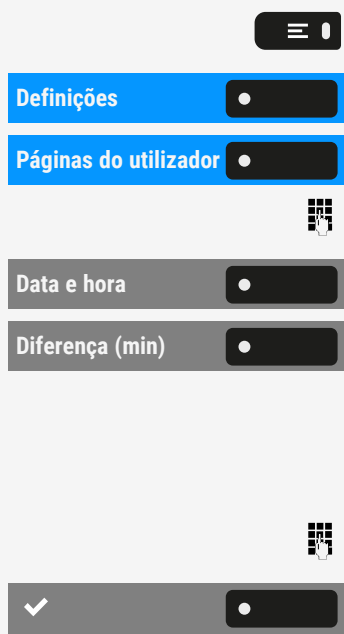 Definições
Páginas do utilizador
Data e hora
Diferença (min)